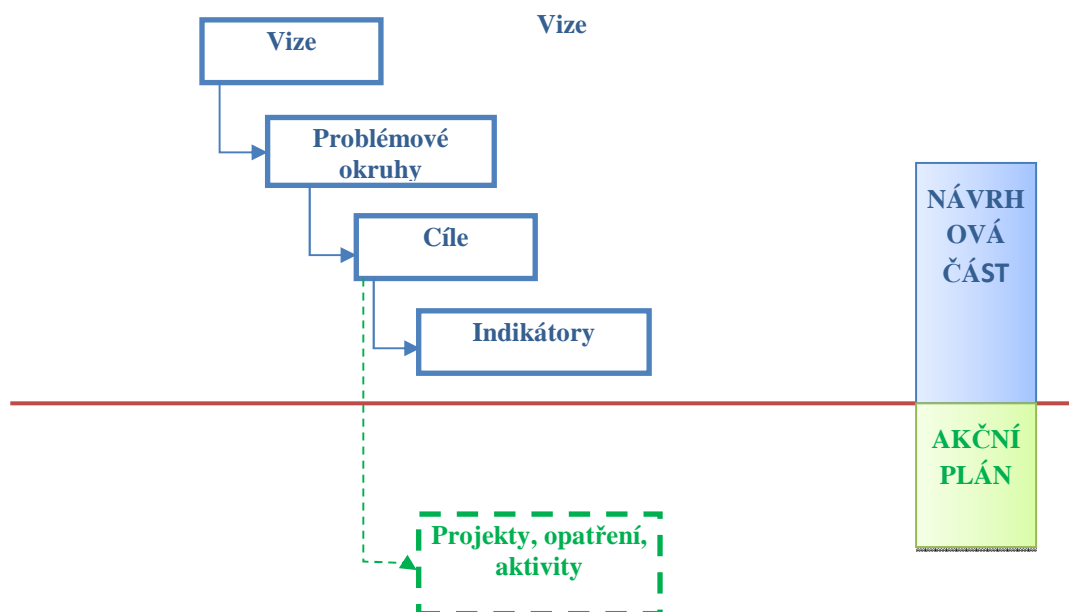 Vize
Vize
Problémové
okruhy
Cíle
Indikátory
NÁVRH
OVÁ
ČÁST
AKČNÍ
PLÁN
Projekty, opatření,
aktivity